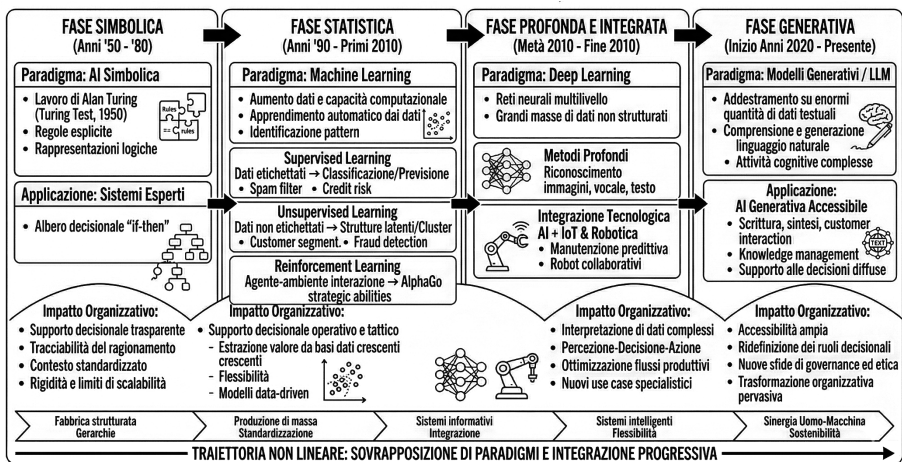 FASE SIMBOLICA
(Anni '50 - '80)
Paradigma: AI Simbolica
• Lavoro di Alan Turing
(Turing Test, 1950)
• Regole esplicite
• Rappresentazioni logiche
Rules
== rules
Applicazione: Sistemi Esperti
• Albero decisionale "if-then"
Impatto Organizzativo:
• Supporto decisionale trasparente
• Tracciabilità del ragionamento
• Contesto standardizzato
• Rigidità e limiti di scalabilità
FASE STATISTICA
(Anni '90 - Primi 2010)
Paradigma: Machine Learning
• Aumento dati e capacità computazionale
• Apprendimento automatico dai dati
• Identificazione pattern
Supervised Learning
Dati etichettati → Classificazione/Previsione
• Spam filter • Credit risk
Unsupervised Learning
Dati non etichettati → Strutture latenti/Cluster
• Customer segment. • Fraud detection
Reinforcement Learning
Agente-ambiente interazione → AlphaGo
strategic abilities
Impatto Organizzativo:
• Supporto decisionale operativo e tattico
– Estrazione valore da basi dati crescenti
crescenti
– Flessibilità
– Modelli data-driven
FASE PROFONDA E INTEGRATA
(Metà 2010 - Fine 2010)
Paradigma: Deep Learning
• Reti neurali multilivello
• Grandi masse di dati non strutturati
Metodi Profondi
Riconoscimento
immagini, vocale, testo
Integrazione Tecnologica
AI + IoT & Robotica
• Manutenzione predittiva
• Robot collaborativi
Impatto Organizzativo:
• Interpretazione di dati complessi
• Percezione-Decisione-Azione
• Ottimizzazione flussi produttivi
• Nuovi use case specialistici
FASE GENERATIVA
(Inizio Anni 2020 - Presente)
Paradigma: Modelli Generativi / LLM
• Addestramento su enormi
quantità di dati testuali
• Comprensione e generazione
linguaggio naturale
• Attività cognitive complesse
Applicazione:
AI Generativa Accessibile
• Scrittura, sintesi, customer
interaction
• Knowledge management
• Supporto alle decisioni diffuse
TEXT
Impatto Organizzativo:
• Accessibilità ampia
• Ridefinizione dei ruoli decisionali
• Nuove sfide di governance ed etica
• Trasformazione organizzativa
pervasiva
Fabbrica strutturata
Gerarchie
Produzione di massa
Standardizzazione
Sistemi informativi
Integrazione
Sistemi intelligenti
Flessibilità
Sinergia Uomo-Macchina
Sostenibilità
TRAIETTORIA NON LINEARE: SOVRAPPOSIZIONE DI PARADIGMI E INTEGRAZIONE PROGRESSIVA